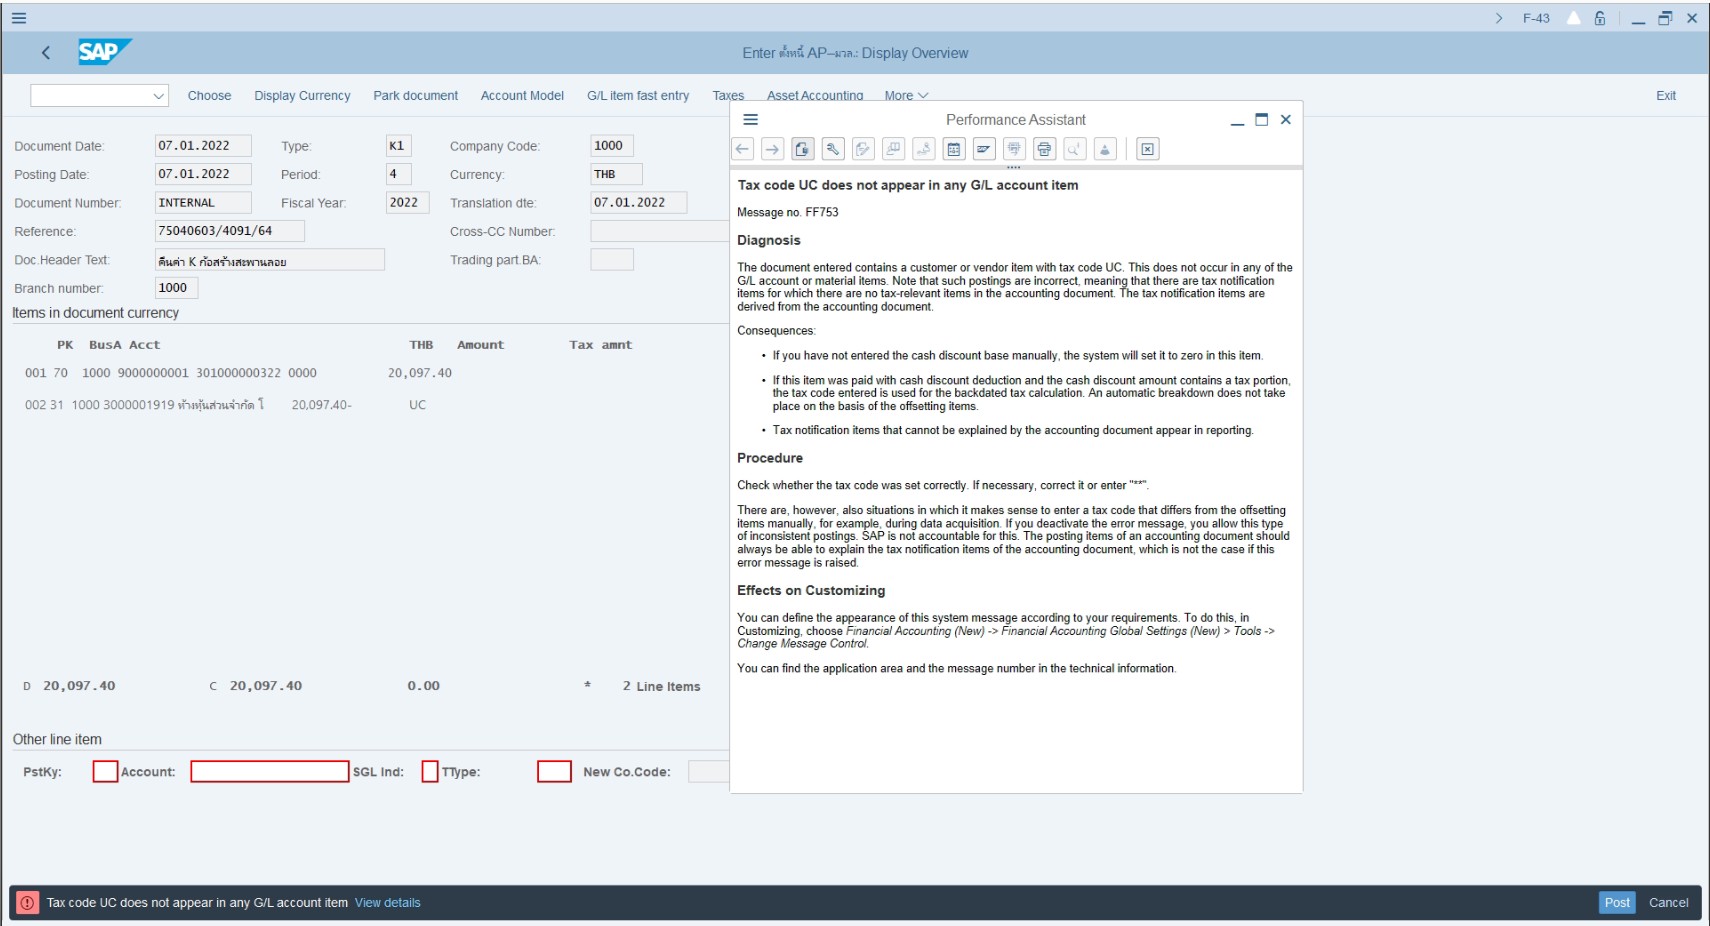 F-43
SAP
Enter ตั้งหนี้ AP–มวล.: Display Overview
Choose Display Currency Park document Account Model G/L item fast entry Taxes Asset Accounting More Exit
Document Date: 07.01.2022 Type: K1 Company Code: 1000
Posting Date: 07.01.2022 Period: 4 Currency: THB
Document Number: INTERNAL Fiscal Year: 2022 Translation dte: 07.01.2022
Reference: 75040603/4091/64 Cross-CC Number:
Doc.Header Text: คืนค่า K ก้อสร้างสะพานลอย Trading part.BA:
Branch number: 1000
Items in document currency
PK BusA Acct THB Amount Tax amnt
001 70 1000 9000000001 301000000322 0000 20,097.40
002 31 1000 3000001919 ห้างหุ้นส่วนจำกัด โ 20,097.40- UC
D 20,097.40 C 20,097.40 0.00 * 2 Line Items
Other line item
PstKy: Account: SGL Ind: TType: New Co.Code:
Performance Assistant
Tax code UC does not appear in any G/L account item
Message no. FF753
Diagnosis
The document entered contains a customer or vendor item with tax code UC. This does not occur in any of the
G/L account or material items. Note that such postings are incorrect, meaning that there are tax notification
items for which there are no tax-relevant items in the accounting document. The tax notification items are
derived from the accounting document.
Consequences:
• If you have not entered the cash discount base manually, the system will set it to zero in this item.
• If this item was paid with cash discount deduction and the cash discount amount contains a tax portion,
the tax code entered is used for the backdated tax calculation. An automatic breakdown does not take
place on the basis of the offsetting items.
• Tax notification items that cannot be explained by the accounting document appear in reporting.
Procedure
Check whether the tax code was set correctly. If necessary, correct it or enter "**".
There are, however, also situations in which it makes sense to enter a tax code that differs from the offsetting
items manually, for example, during data acquisition. If you deactivate the error message, you allow this type
of inconsistent postings. SAP is not accountable for this. The posting items of an accounting document should
always be able to explain the tax notification items of the accounting document, which is not the case if this
error message is raised.
Effects on Customizing
You can define the appearance of this system message according to your requirements. To do this, in
Customizing, choose Financial Accounting (New) -> Financial Accounting Global Settings (New) > Tools ->
Change Message Control.
You can find the application area and the message number in the technical information.
Tax code UC does not appear in any G/L account item View details Post Cancel